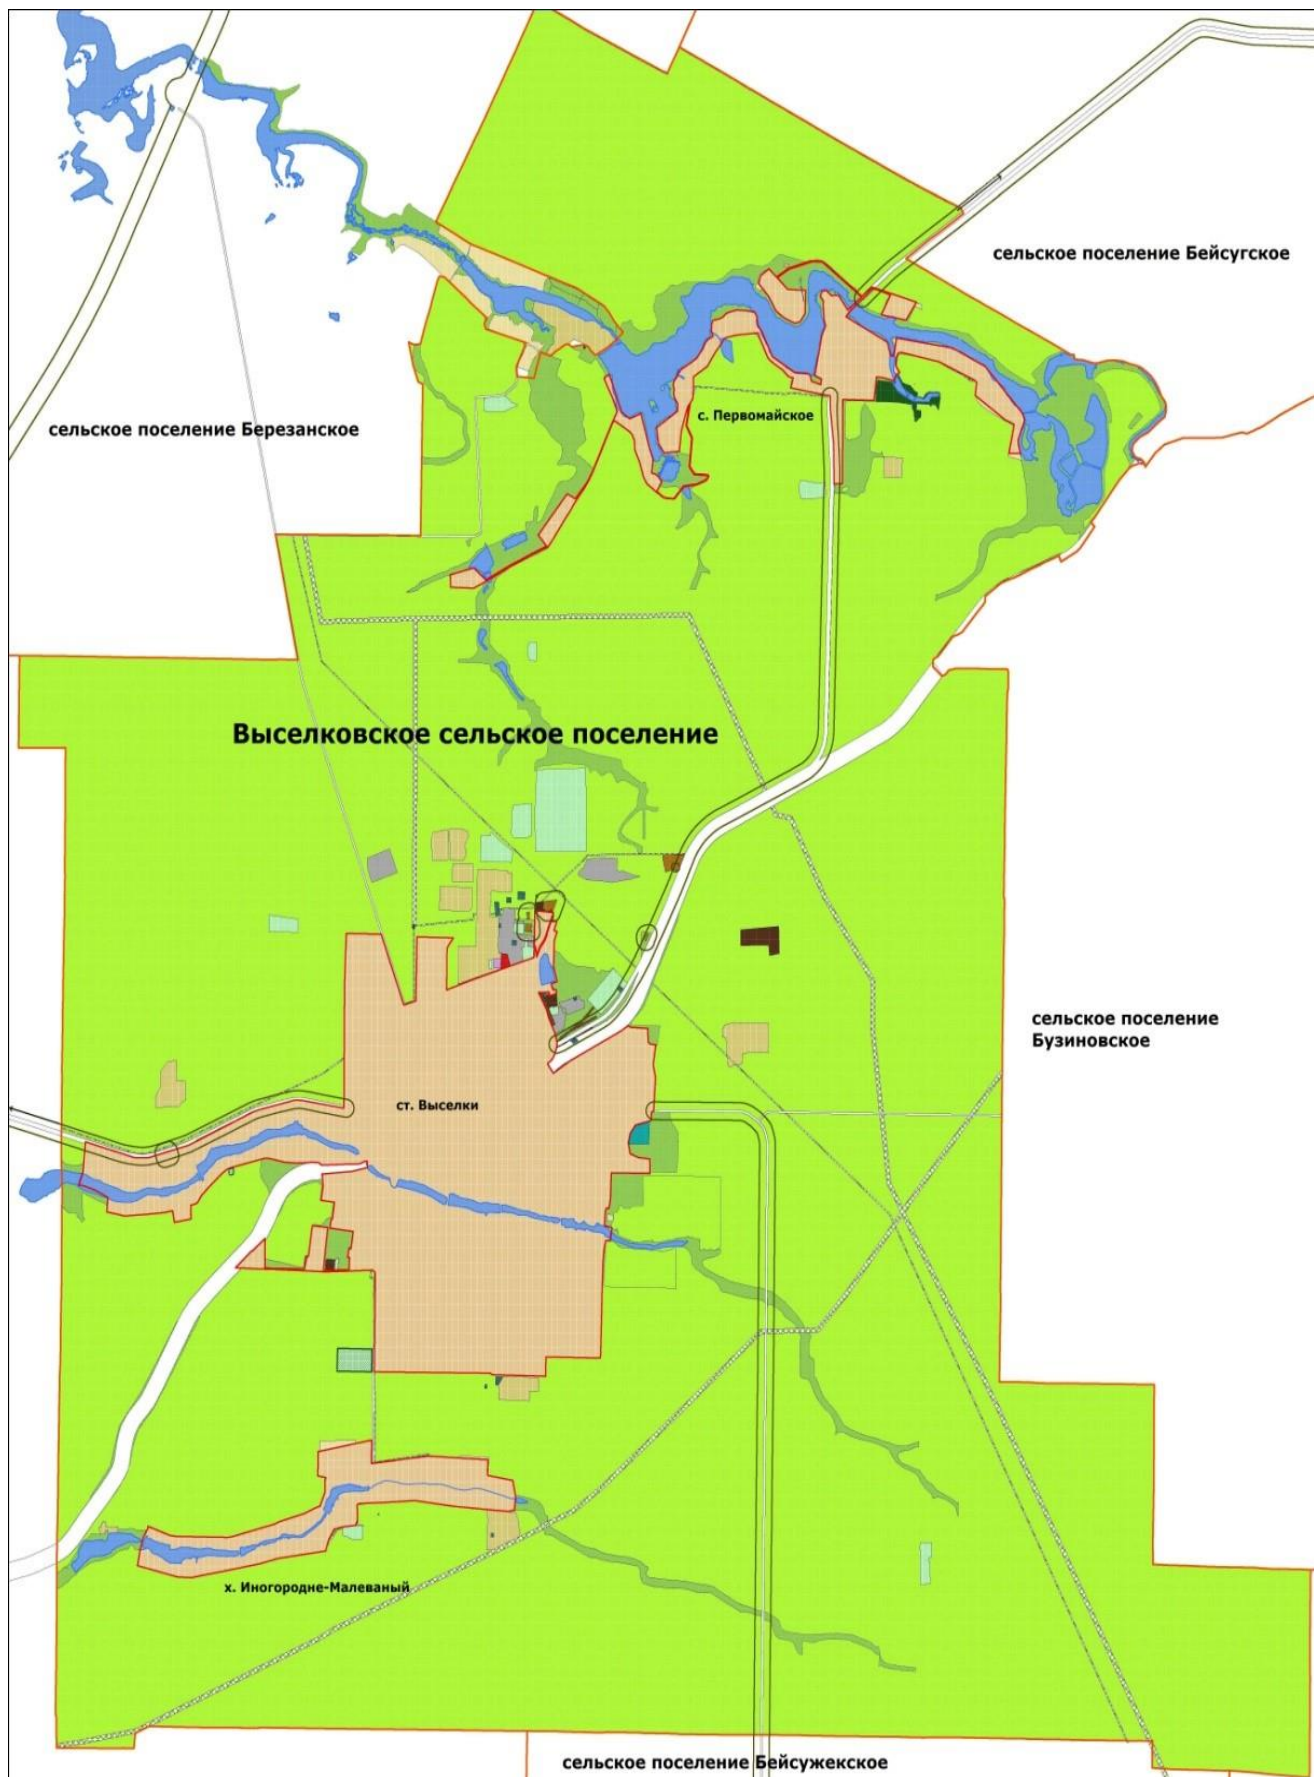 сельское поселение Бейсугское
с. Первомайское
сельское поселение Березанское
Выселковское сельское поселение
сельское поселение
Бузиновское
ст. Выселки
х. Иногородне-Малеваный
сельское поселение Бейсужекское